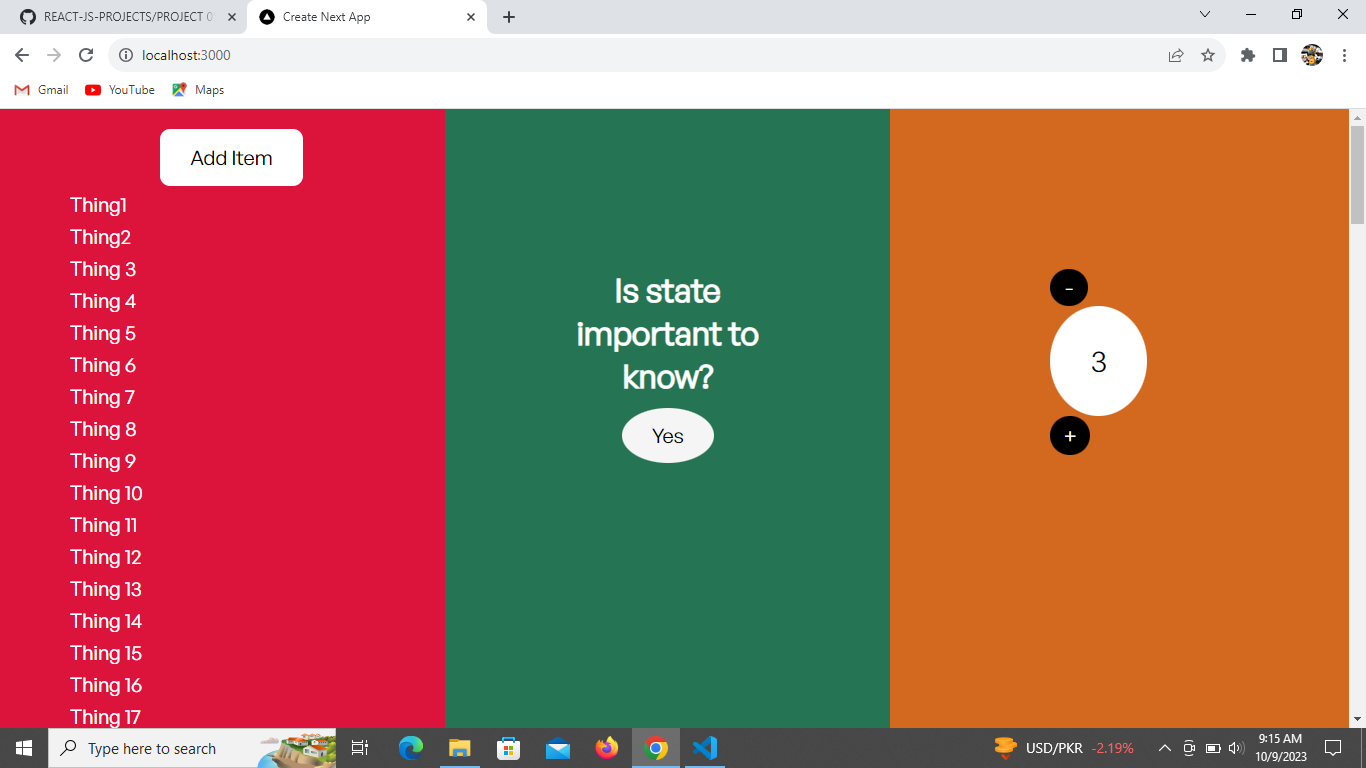 REACT-JS-PROJECTS/PROJECT 0
Create Next App
localhost:3000
Gmail
YouTube
Maps
Add Item
Thing1
Thing2
Thing 3
Thing 4
Thing 5
Thing 6
Thing 7
Thing 8
Thing 9
Thing 10
Thing 11
Thing 12
Thing 13
Thing 14
Thing 15
Thing 16
Thing 17
Is state
important to
know?
Yes
-
3
+
Type here to search
USD/PKR -2.19%
9:15 AM
10/9/2023